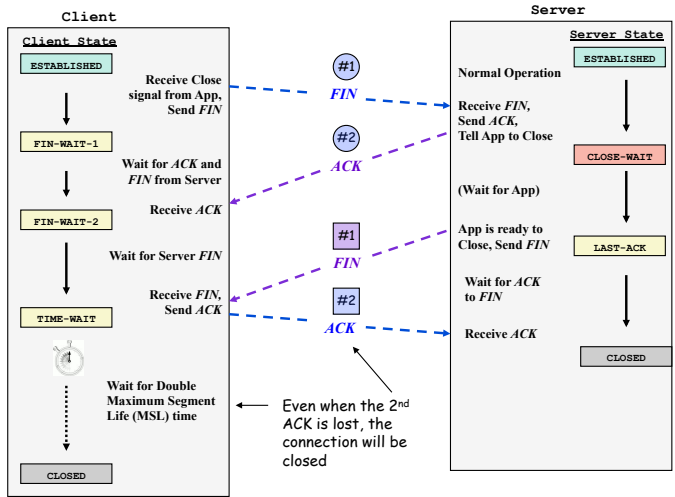 Client
Server
Client State
ESTABLISHED
Receive Close
signal from App,
Send FIN
FIN-WAIT-1
Wait for ACK and
FIN from Server
Receive ACK
FIN-WAIT-2
Wait for Server FIN
Receive FIN,
Send ACK
TIME-WAIT
Wait for Double
Maximum Segment
Life (MSL) time
CLOSED
#1
FIN
#2
ACK
#1
FIN
#2
ACK
Even when the 2nd
ACK is lost, the
connection will be
closed
Server State
ESTABLISHED
Normal Operation
Receive FIN,
Send ACK,
Tell App to Close
CLOSE-WAIT
(Wait for App)
App is ready to
Close, Send FIN
LAST-ACK
Wait for ACK
to FIN
Receive ACK
CLOSED